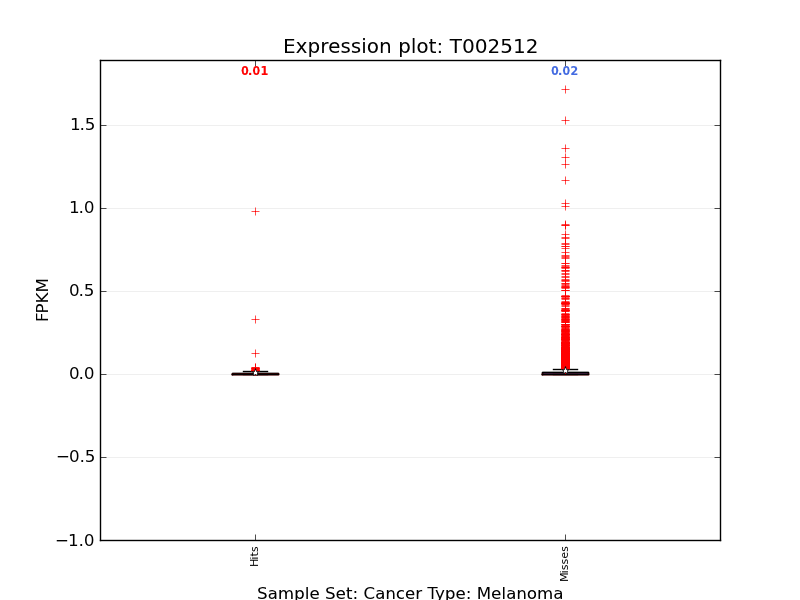 Expression plot: T002512
0.01
0.02
1.5
1.0
0.5
0.0
−0.5
−1.0
FPKM
Hits
Misses
Sample Set: Cancer Type: Melanoma